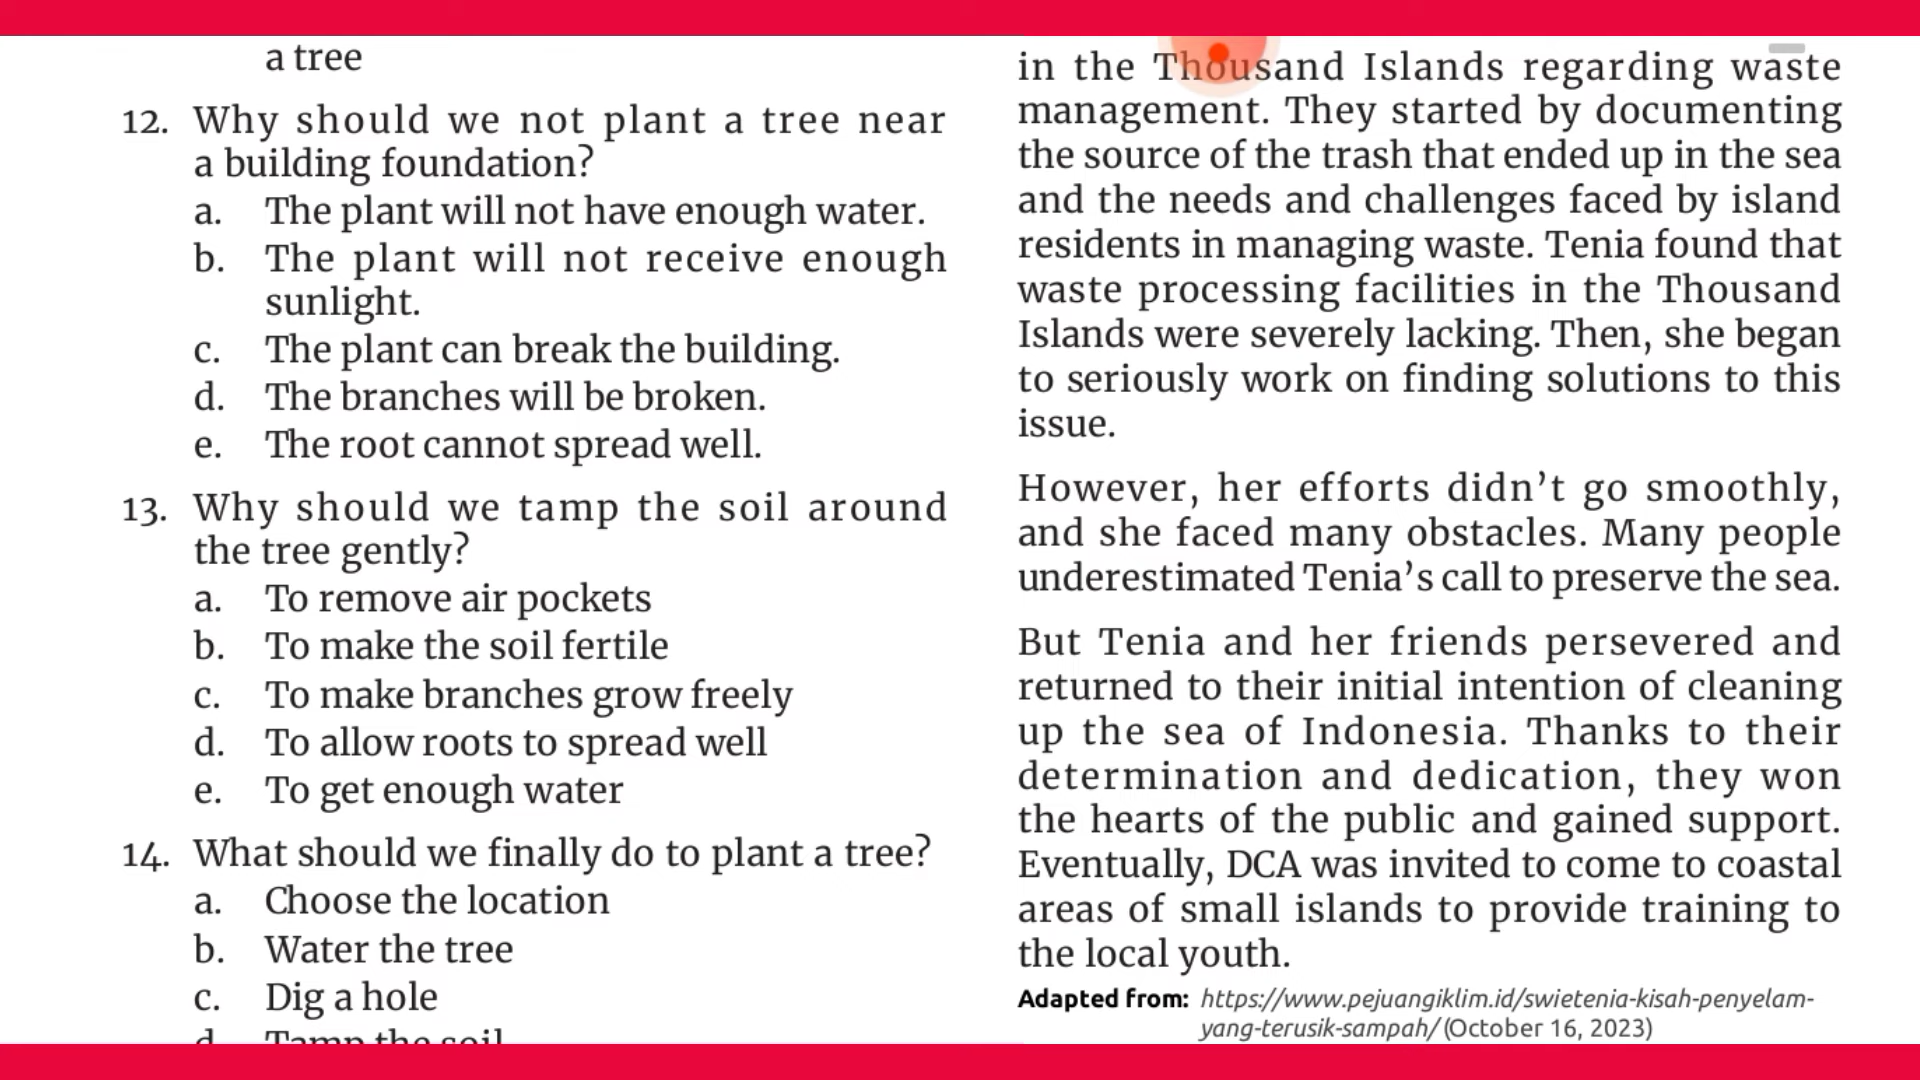 a tree
12. Why should we not plant a tree near
a building foundation?
a. The plant will not have enough water.
b. The plant will not receive enough
sunlight.
c. The plant can break the building.
d. The branches will be broken.
e. The root cannot spread well.
13. Why should we tamp the soil around
the tree gently?
a. To remove air pockets
b. To make the soil fertile
c. To make branches grow freely
d. To allow roots to spread well
e. To get enough water
14. What should we finally do to plant a tree?
a. Choose the location
b. Water the tree
c. Dig a hole
d. Tamp the soil
in the Thousand Islands regarding waste
management. They started by documenting
the source of the trash that ended up in the sea
and the needs and challenges faced by island
residents in managing waste. Tenia found that
waste processing facilities in the Thousand
Islands were severely lacking. Then, she began
to seriously work on finding solutions to this
issue.
However, her efforts didn’t go smoothly,
and she faced many obstacles. Many people
underestimated Tenia’s call to preserve the sea.
But Tenia and her friends persevered and
returned to their initial intention of cleaning
up the sea of Indonesia. Thanks to their
determination and dedication, they won
the hearts of the public and gained support.
Eventually, DCA was invited to come to coastal
areas of small islands to provide training to
the local youth.
Adapted from: https://www.pejuangiklim.id/swietenia-kisah-penyelam-
yang-terusik-sampah/ (October 16, 2023)